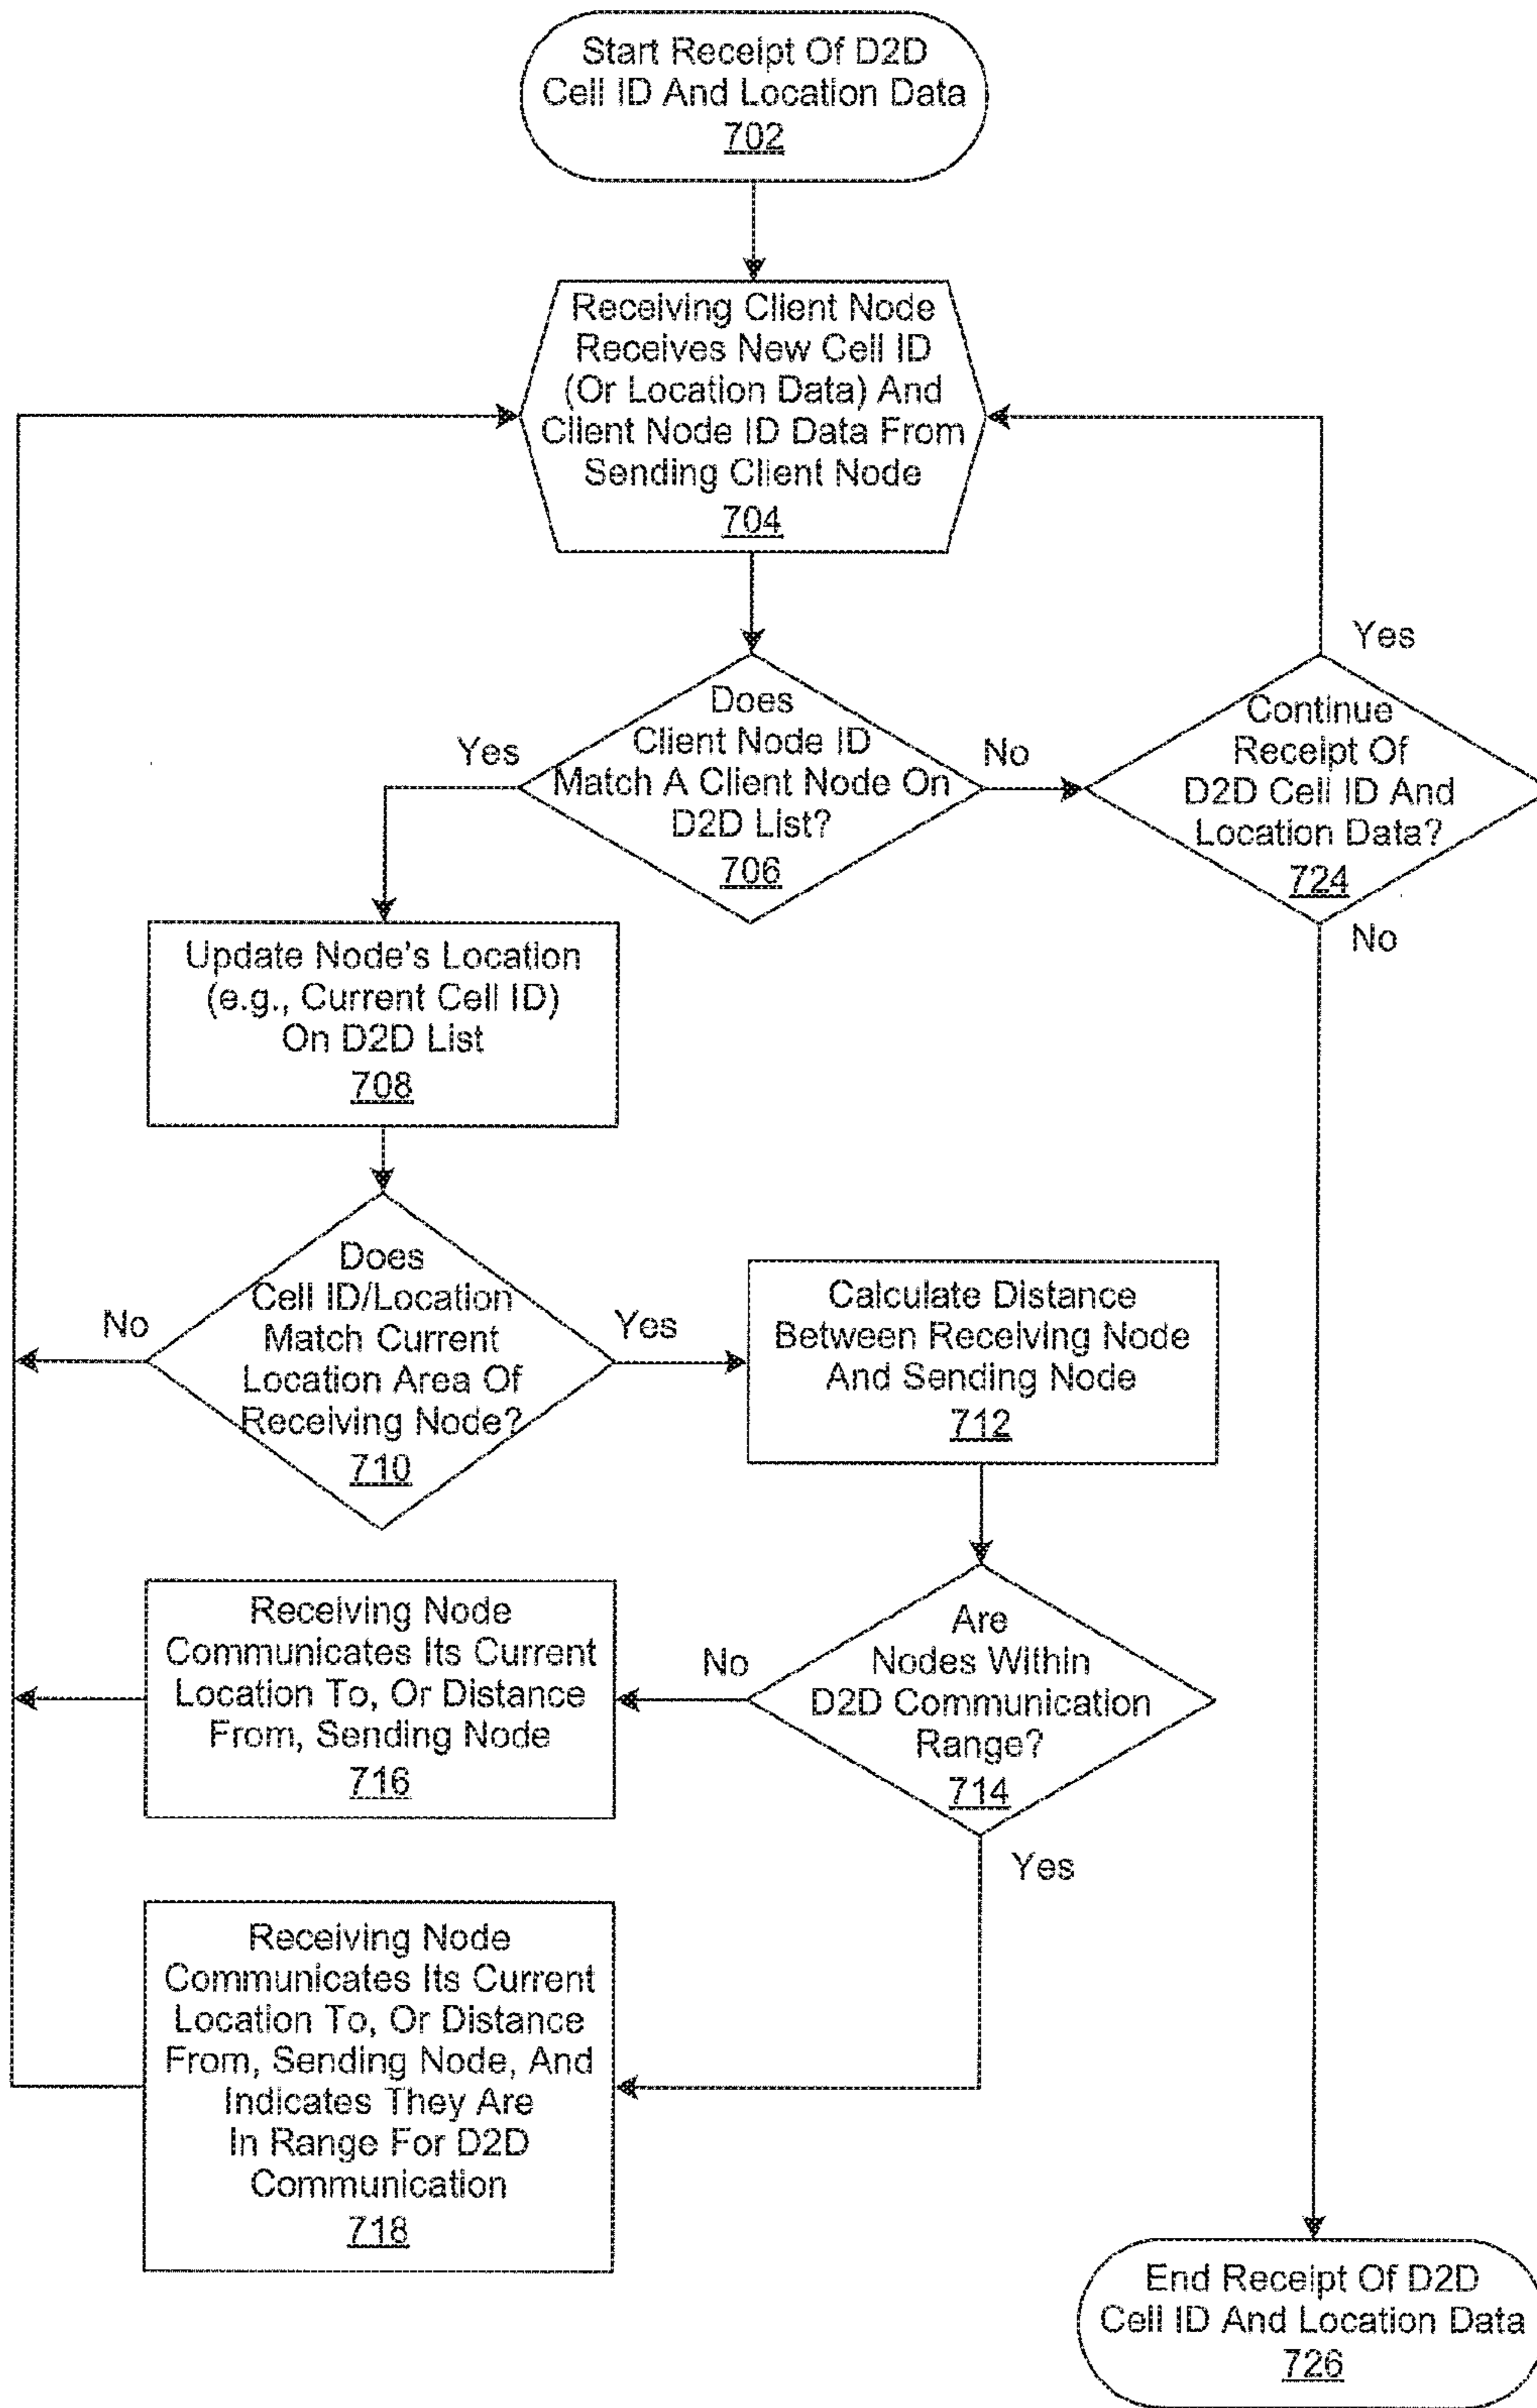 Start Receipt Of D2D
Cell ID And Location Data
702
Receiving Client Node
Receives New Cell ID
(Or Location Data) And
Client Node ID Data From
Sending Client Node
704
Does
Client Node ID
Match A Client Node On
D2D List?
706
Yes
No
Continue
Receipt Of
D2D Cell ID And
Location Data?
724
Yes
No
Update Node's Location
(e.g., Current Cell ID)
On D2D List
708
Does
Cell ID/Location
Match Current
Location Area Of
Receiving Node?
710
No
Yes
Calculate Distance
Between Receiving Node
And Sending Node
712
Are
Nodes Within
D2D Communication
Range?
714
No
Yes
Receiving Node
Communicates Its Current
Location To, Or Distance
From, Sending Node
716
Receiving Node
Communicates Its Current
Location To, Or Distance
From, Sending Node, And
Indicates They Are
In Range For D2D
Communication
718
End Receipt Of D2D
Cell ID And Location Data
726